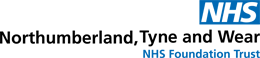 NHS
Northumberland, Tyne and Wear
NHS Foundation Trust